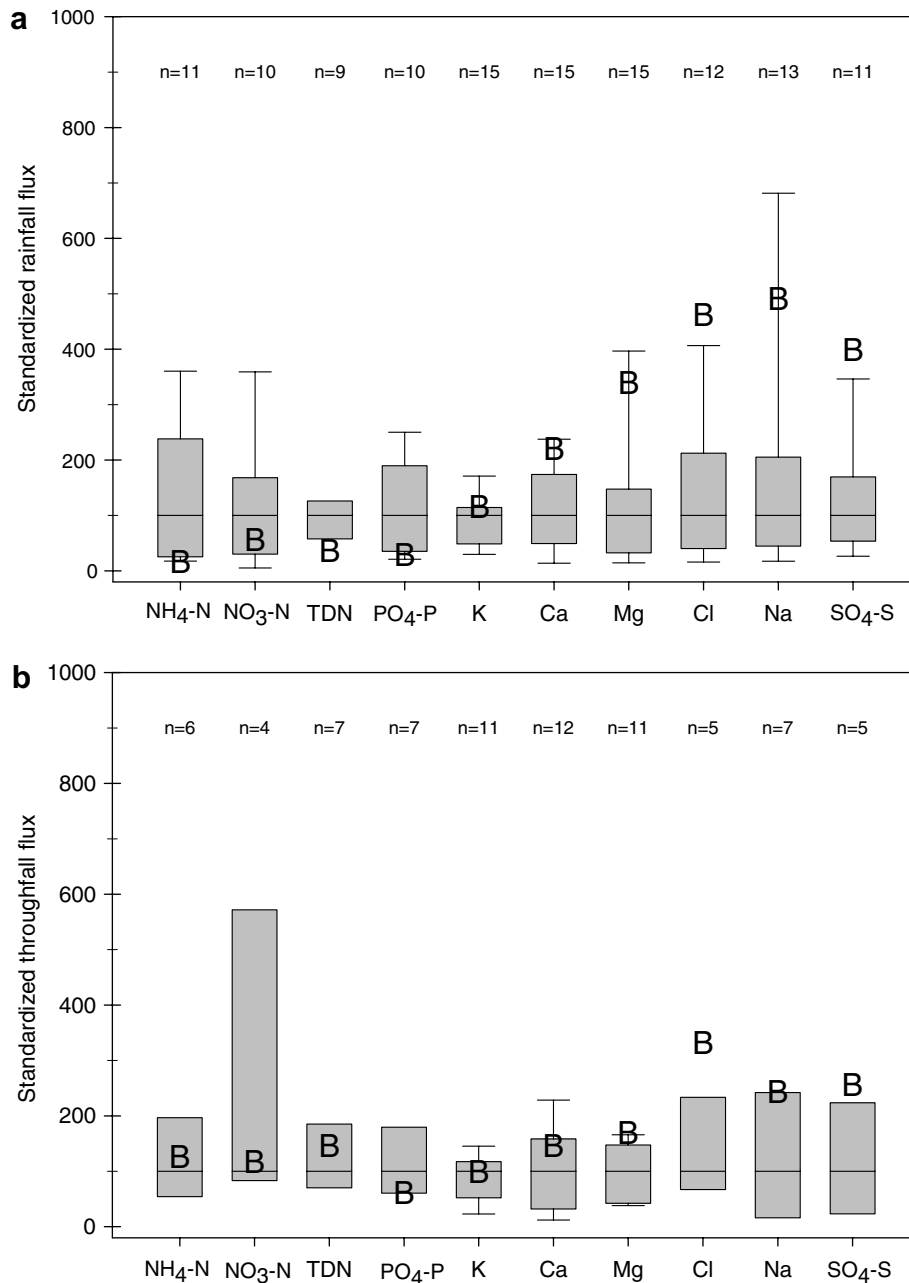 a
1000
n=11 n=10 n=9 n=10 n=15 n=15 n=15 n=12 n=13 n=11
800
600
400
200
0
Standardized rainfall flux
B B B B B B B B B B
NH4-N NO3-N TDN PO4-P K Ca Mg Cl Na SO4-S
b
1000
n=6 n=4 n=7 n=7 n=11 n=12 n=11 n=5 n=7 n=5
800
600
400
200
0
Standardized throughfall flux
B B B B B B B B B B
NH4-N NO3-N TDN PO4-P K Ca Mg Cl Na SO4-S